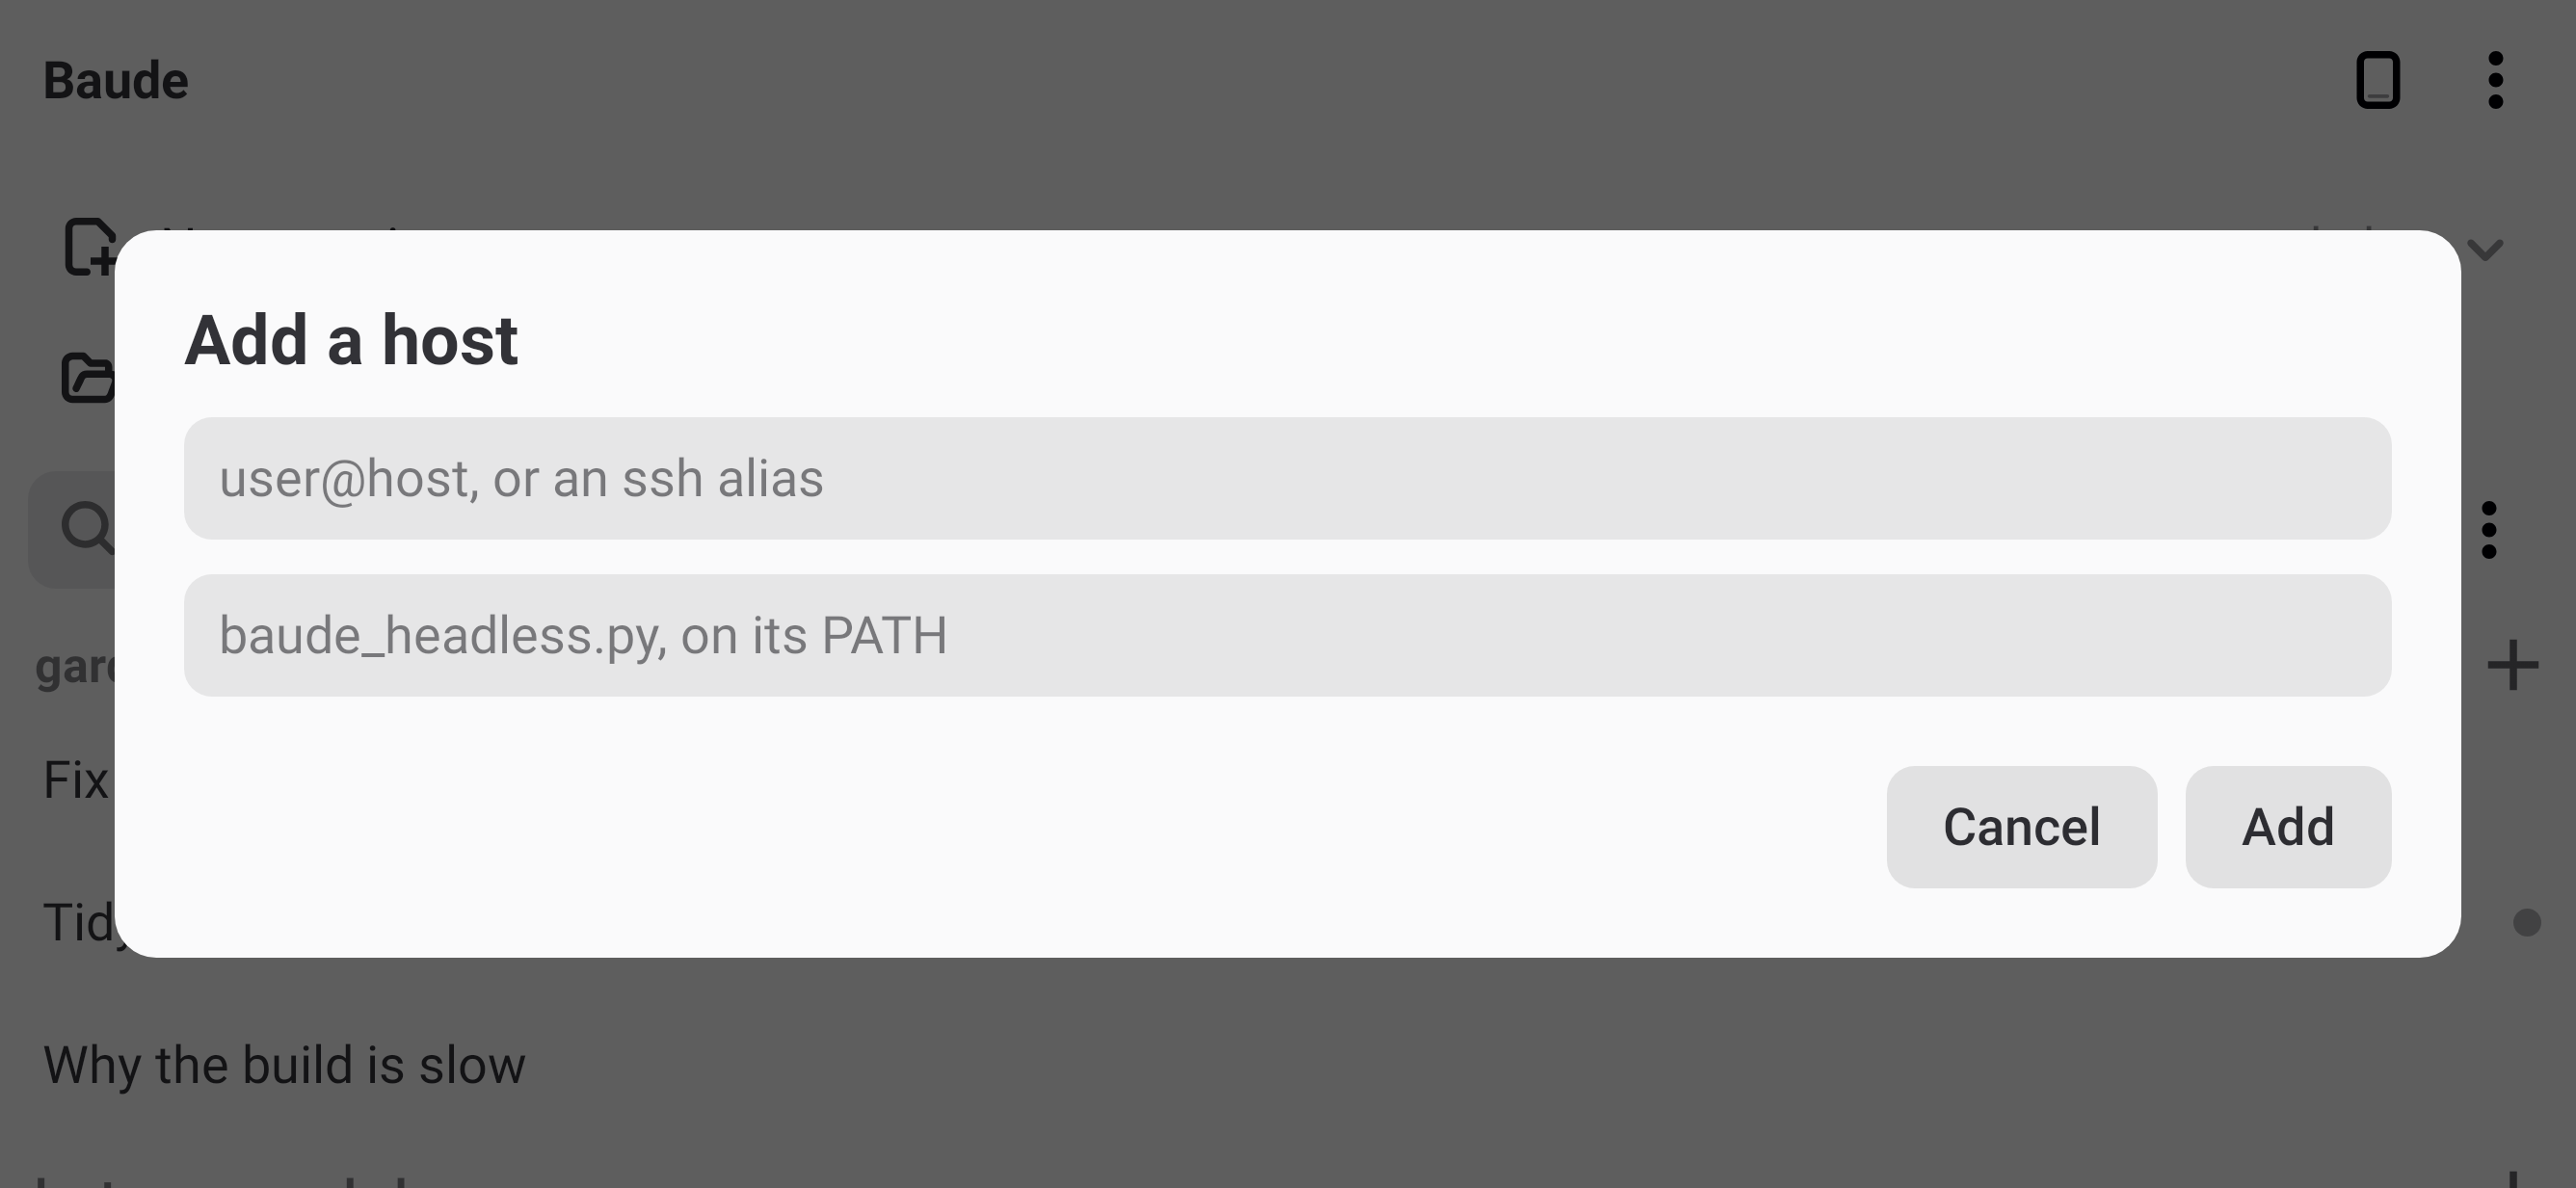 Baude
Add a host
user@host, or an ssh alias
baude_headless.py, on its PATH
Fix
Cancel
Add
Why the build is slow